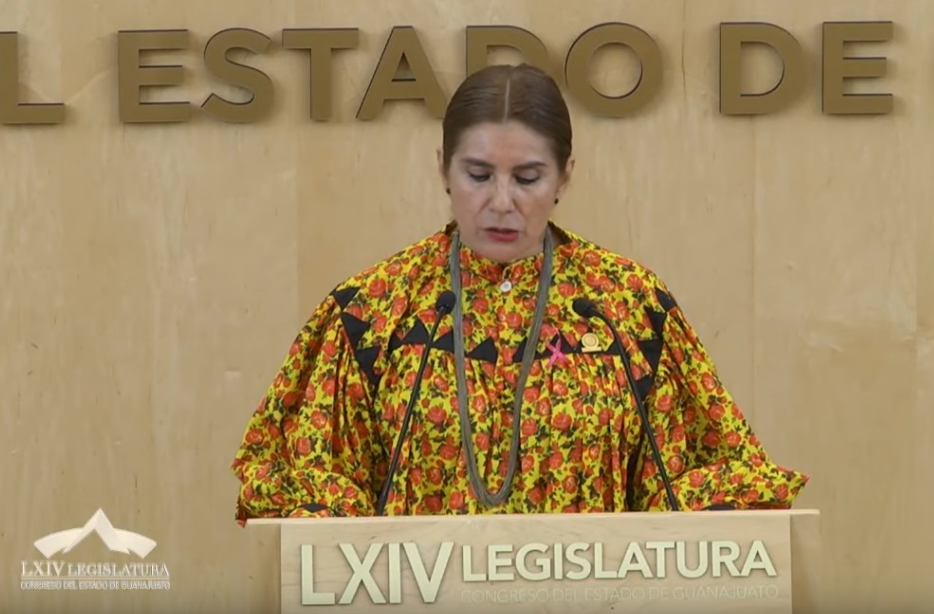 L ESTADO DE
LXIV LEGISLATURA
CONGRESO DEL ESTADO DE GUANAJUATO
LXIV LEGISLATURA
CONGRESO DEL ESTADO DE GUANAJUATO